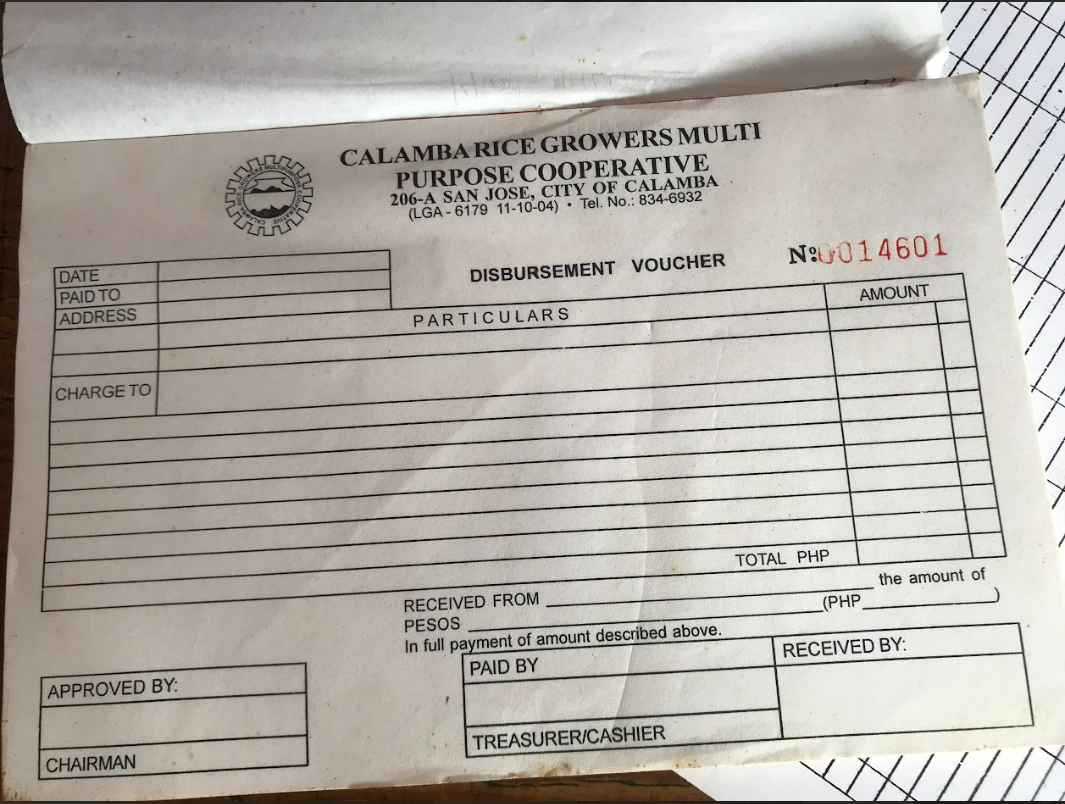 CALAMBA RICE GROWERS MULTI
PURPOSE COOPERATIVE
206-A SAN JOSE, CITY OF CALAMBA
(LGA - 6179 11-10-04) • Tel. No.: 834-6932
DISBURSEMENT VOUCHER
Nº 0014601
DATE
PAID TO
ADDRESS
PARTICULARS
AMOUNT
CHARGE TO
TOTAL PHP
RECEIVED FROM the amount of
PESOS (PHP )
In full payment of amount described above.
APPROVED BY:
CHAIRMAN
PAID BY
TREASURER/CASHIER
RECEIVED BY: